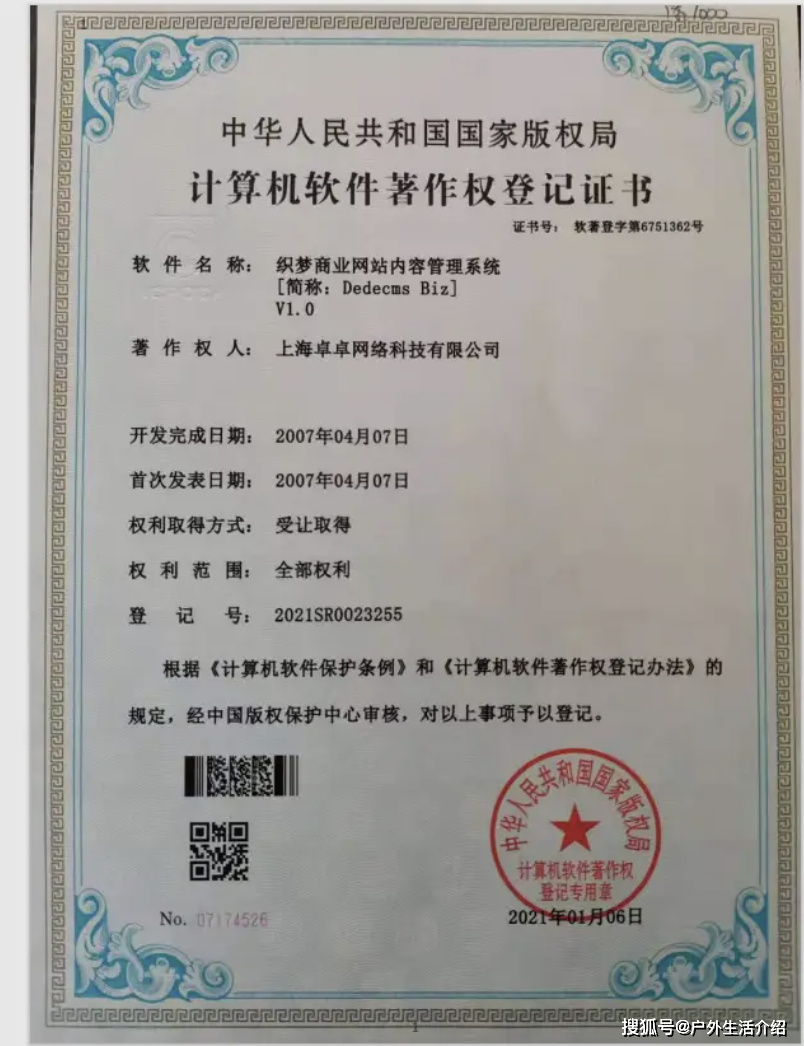 中华人民共和国国家版权局
计算机软件著作权登记证书
证书号： 软著登字第6751362号
软件名称： 织梦商业网站内容管理系统
[简称：Dedecms Biz]
V1.0
著作权人： 上海卓卓网络科技有限公司
开发完成日期： 2007年04月07日
首次发表日期： 2007年04月07日
权利取得方式： 受让取得
权利范围： 全部权利
登记号： 2021SR0023255
根据《计算机软件保护条例》和《计算机软件著作权登记办法》的
规定，经中国版权保护中心审核，对以上事项予以登记。
中华人民共和国国家版权局
计算机软件著作权
登记专用章
No. 07174526
2021年01月06日
1
搜狐号@户外生活介绍